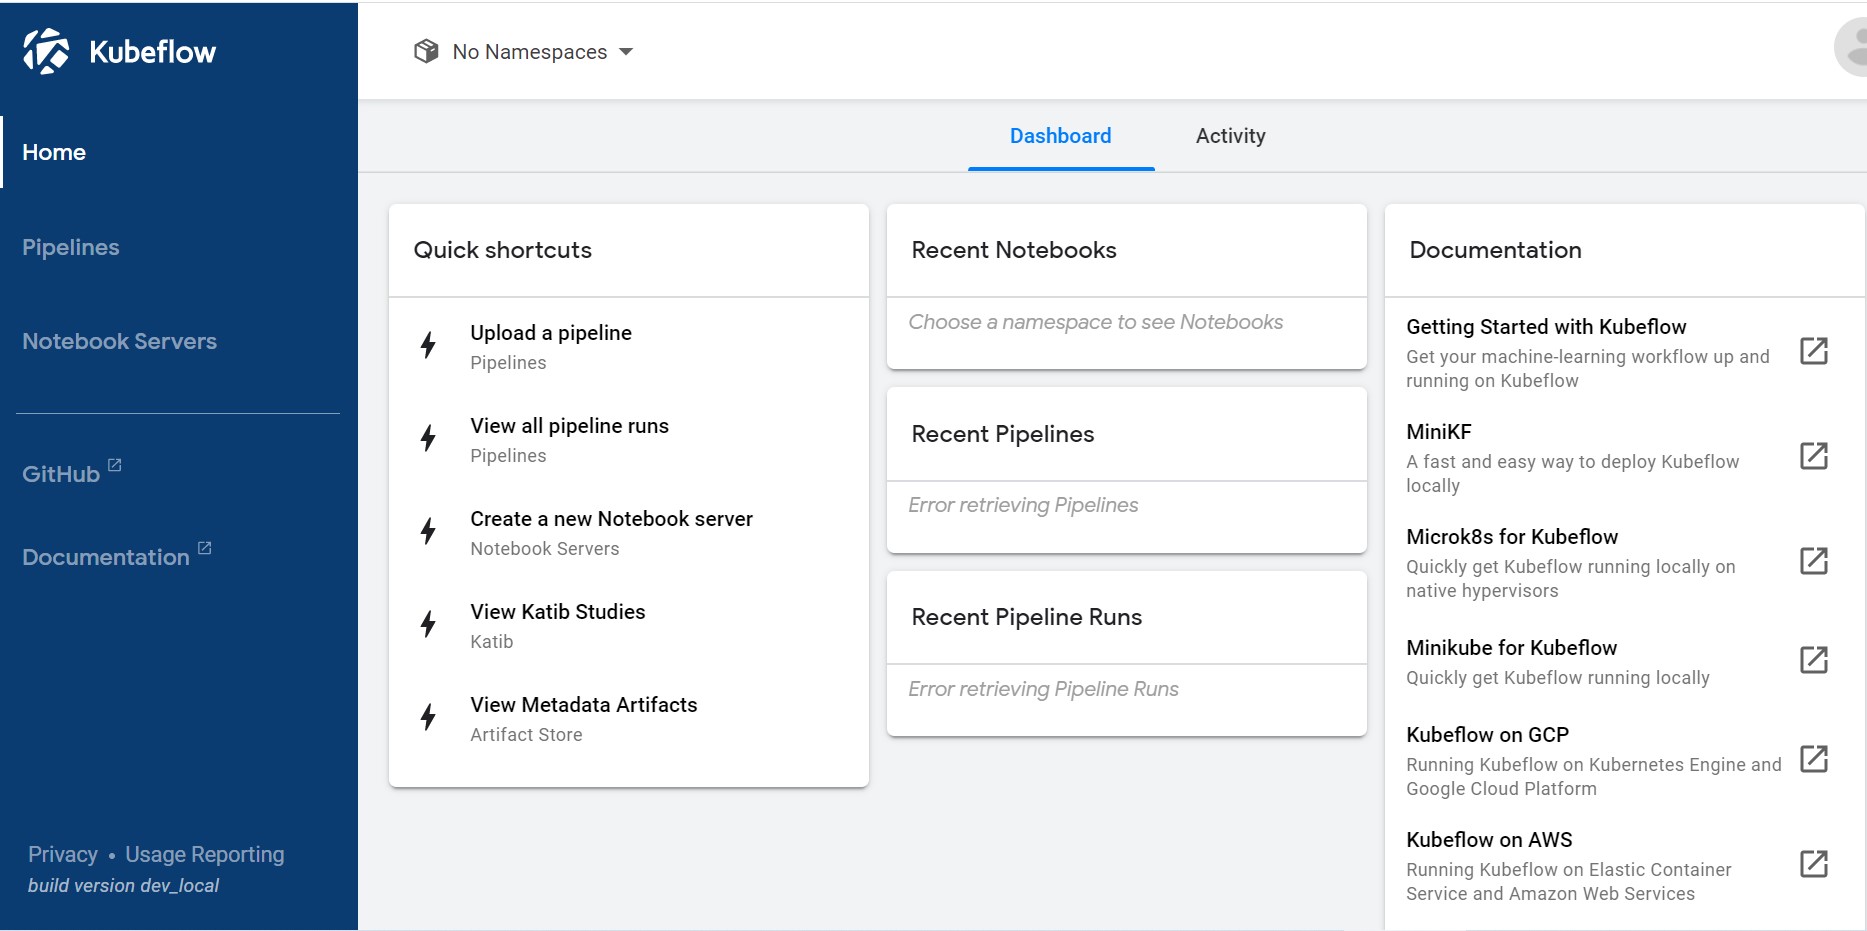 Kubeflow
No Namespaces
Home
Pipelines
Notebook Servers
GitHub
Documentation
Privacy • Usage Reporting
build version dev_local
Dashboard
Activity
Quick shortcuts
Upload a pipeline
Pipelines
View all pipeline runs
Pipelines
Create a new Notebook server
Notebook Servers
View Katib Studies
Katib
View Metadata Artifacts
Artifact Store
Recent Notebooks
Choose a namespace to see Notebooks
Recent Pipelines
Error retrieving Pipelines
Recent Pipeline Runs
Error retrieving Pipeline Runs
Documentation
Getting Started with Kubeflow
Get your machine-learning workflow up and
running on Kubeflow
MiniKF
A fast and easy way to deploy Kubeflow
locally
Microk8s for Kubeflow
Quickly get Kubeflow running locally on
native hypervisors
Minikube for Kubeflow
Quickly get Kubeflow running locally
Kubeflow on GCP
Running Kubeflow on Kubernetes Engine and
Google Cloud Platform
Kubeflow on AWS
Running Kubeflow on Elastic Container
Service and Amazon Web Services